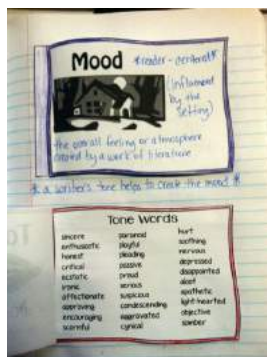 Mood
*reader-centered*
(influenced
by the
setting)
the overall feeling or atmosphere
created by a work of literature
* a writer's tone helps to create the mood *
Tone Words
sincere paranoid hurt
enthusiastic playful soothing
honest pleading nervous
critical passive depressed
ecstatic proud disappointed
ironic serious aloof
affectionate suspicious apathetic
approving condescending light-hearted
encouraging aggravated objective
scornful cynical somber